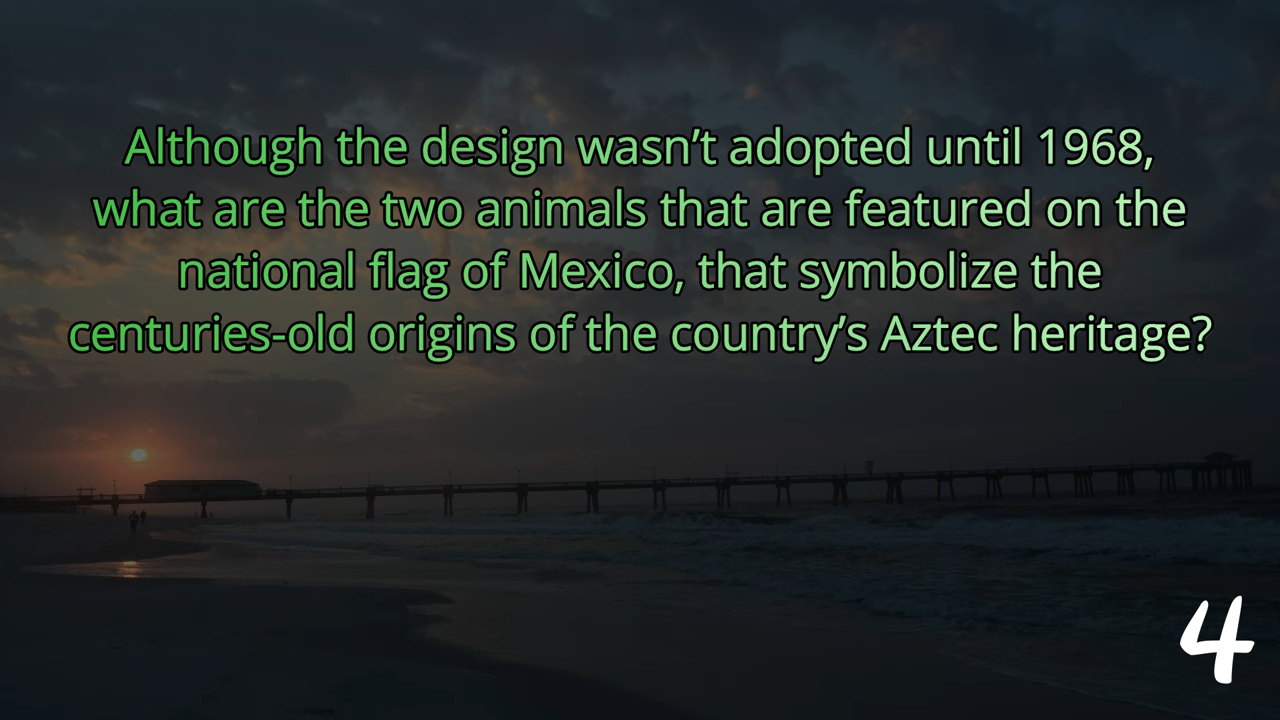 Although the design wasn’t adopted until 1968,
what are the two animals that are featured on the
national flag of Mexico, that symbolize the
centuries-old origins of the country’s Aztec heritage?
4